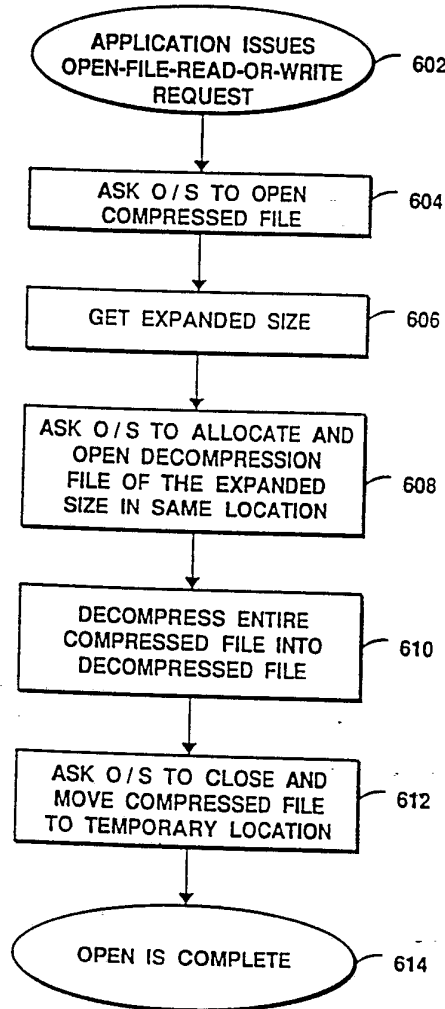 APPLICATION ISSUES
OPEN-FILE-READ-OR-WRITE
REQUEST
602
ASK O/S TO OPEN
COMPRESSED FILE
604
GET EXPANDED SIZE
606
ASK O/S TO ALLOCATE AND
OPEN DECOMPRESSION
FILE OF THE EXPANDED
SIZE IN SAME LOCATION
608
DECOMPRESS ENTIRE
COMPRESSED FILE INTO
DECOMPRESSED FILE
610
ASK O/S TO CLOSE AND
MOVE COMPRESSED FILE
TO TEMPORARY LOCATION
612
OPEN IS COMPLETE
614